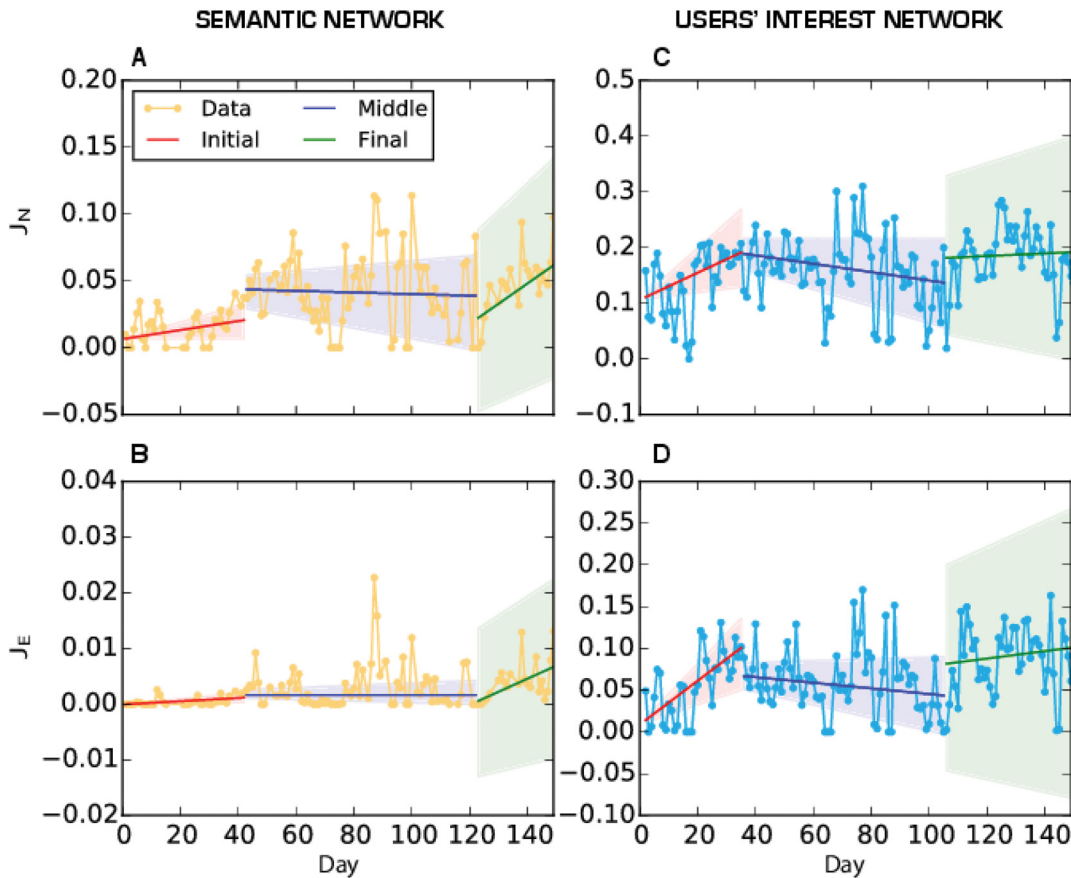 SEMANTIC NETWORK
USERS' INTEREST NETWORK
A
C
0.20
0.15
0.10
0.05
0.00
−0.05
J_N
Data
Middle
Initial
Final
0.5
0.4
0.3
0.2
0.1
0.0
−0.1
B
D
0.04
0.03
0.02
0.01
0.00
−0.01
−0.02
J_E
0 20 40 60 80 100 120 140
Day
0.30
0.25
0.20
0.15
0.10
0.05
0.00
−0.05
−0.10
0 20 40 60 80 100 120 140
Day